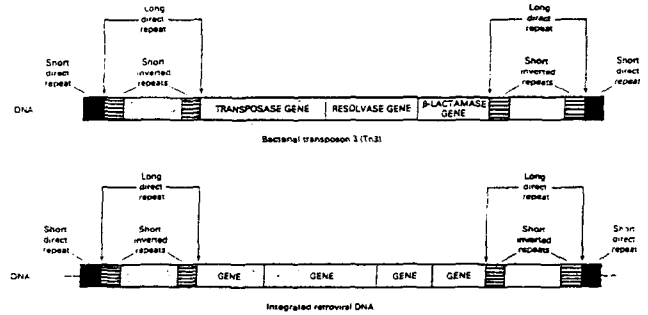 Long
direct
repeat
Long
direct
repeat
Short
direct
repeat
Short
inverted
repeats
Short
inverted
repeats
Short
direct
repeat
DNA
TRANSPOSASE GENE
RESOLVASE GENE
β-LACTAMASE
GENE
Bacterial transposon 3 (Tn3)
Long
direct
repeat
Long
direct
repeat
Short
direct
repeat
Short
inverted
repeats
Short
inverted
repeats
Short
direct
repeat
DNA
GENE
GENE
GENE
GENE
Integrated retroviral DNA